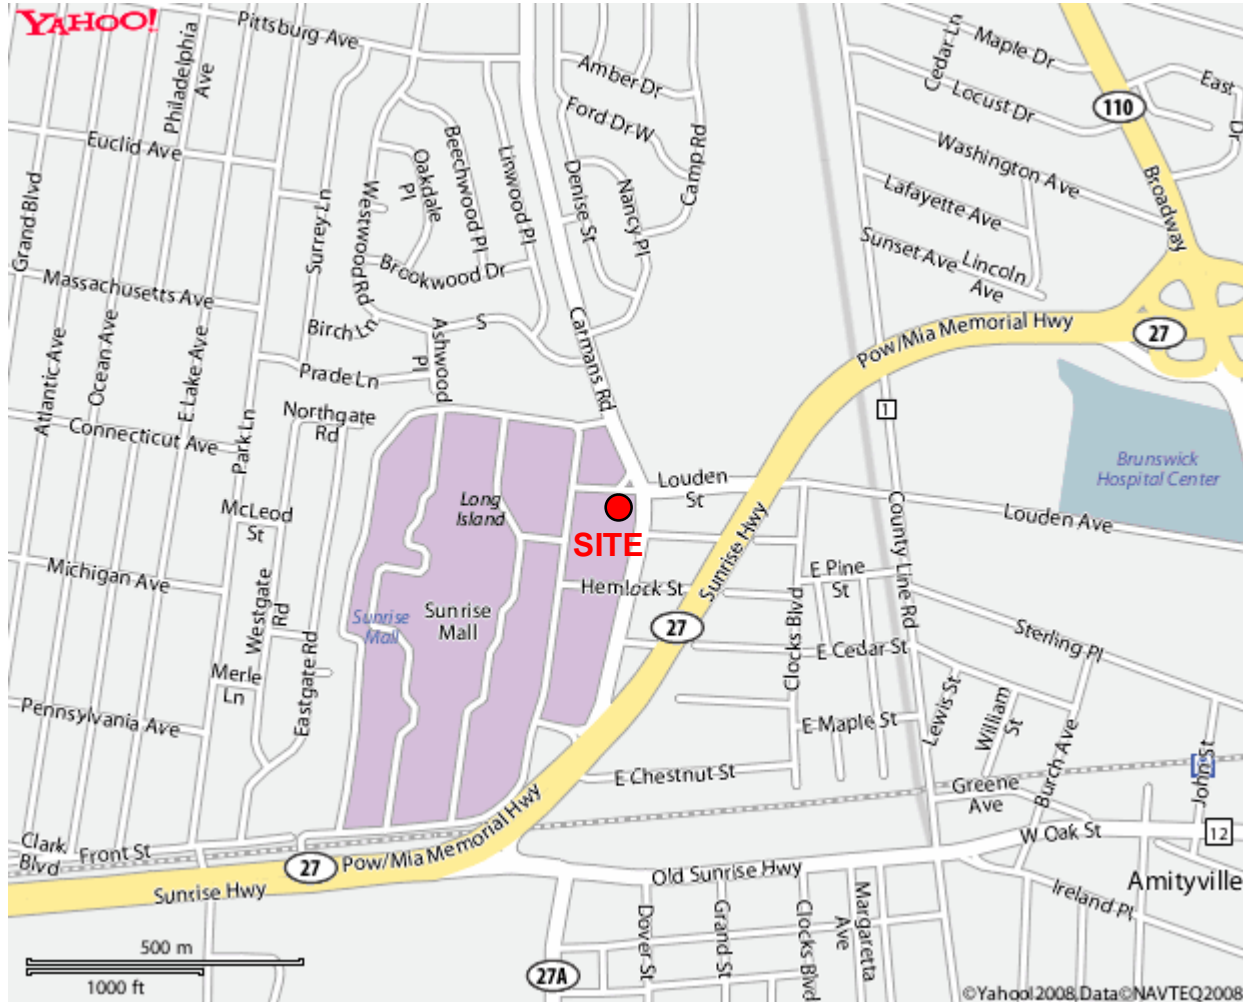 YAHOO!
Pittsburg Ave
Philadelphia
Ave
Cedar Ln
Maple Dr
East
Dr
Amber Dr
Locust Dr
110
Ford Dr W
Camp Rd
Euclid Ave
Beechwood Pl
Linwood Pl
Oakdale
Pl
Denise St
Nancy Pl
Washington Ave
Lafayette Ave
Broadway
Grand Blvd
Surrey Ln
Westwood Rd
Brookwood Dr
Sunset Ave
Lincoln
Ave
Massachusetts Ave
Birch Ln
S
Ashwood
Pl
Carmans Rd
Pow/Mia Memorial Hwy
27
Atlantic Ave
Ocean Ave
E Lake Ave
Prade Ln
Northgate
Rd
1
Connecticut Ave
Park Ln
Brunswick
Hospital Center
Louden
St
Long
Island
McLeod
St
SITE
Sunrise Hwy
County Line Rd
Louden Ave
Michigan Ave
Hemlock St
E Pine
St
Westgate
Rd
Sunrise
Mall
Sunrise
Mall
27
Clocks Blvd
E Cedar St
Sterling Pl
Merle
Ln
Eastgate Rd
Lewis St
William
St
Pennsylvania Ave
E Maple St
Burch Ave
E Chestnut St
Greene
Ave
John St
Clark
Blvd
Front St
27
Pow/Mia Memorial Hwy
W Oak St
12
Sunrise Hwy
Old Sunrise Hwy
Amityville
Ireland Pl
Dover St
Grand St
Clocks Blvd
Margaretta
Ave
500 m
1000 ft
27A
©Yahoo! 2008, Data©NAVTEQ2008